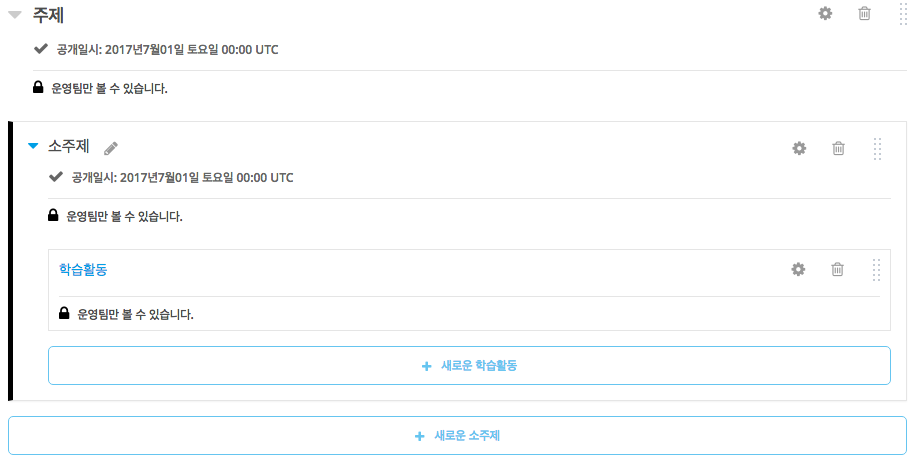 주제
공개일시: 2017년7월01일 토요일 00:00 UTC
운영팀만 볼 수 있습니다.
소주제
공개일시: 2017년7월01일 토요일 00:00 UTC
운영팀만 볼 수 있습니다.
학습활동
운영팀만 볼 수 있습니다.
+ 새로운 학습활동
+ 새로운 소주제